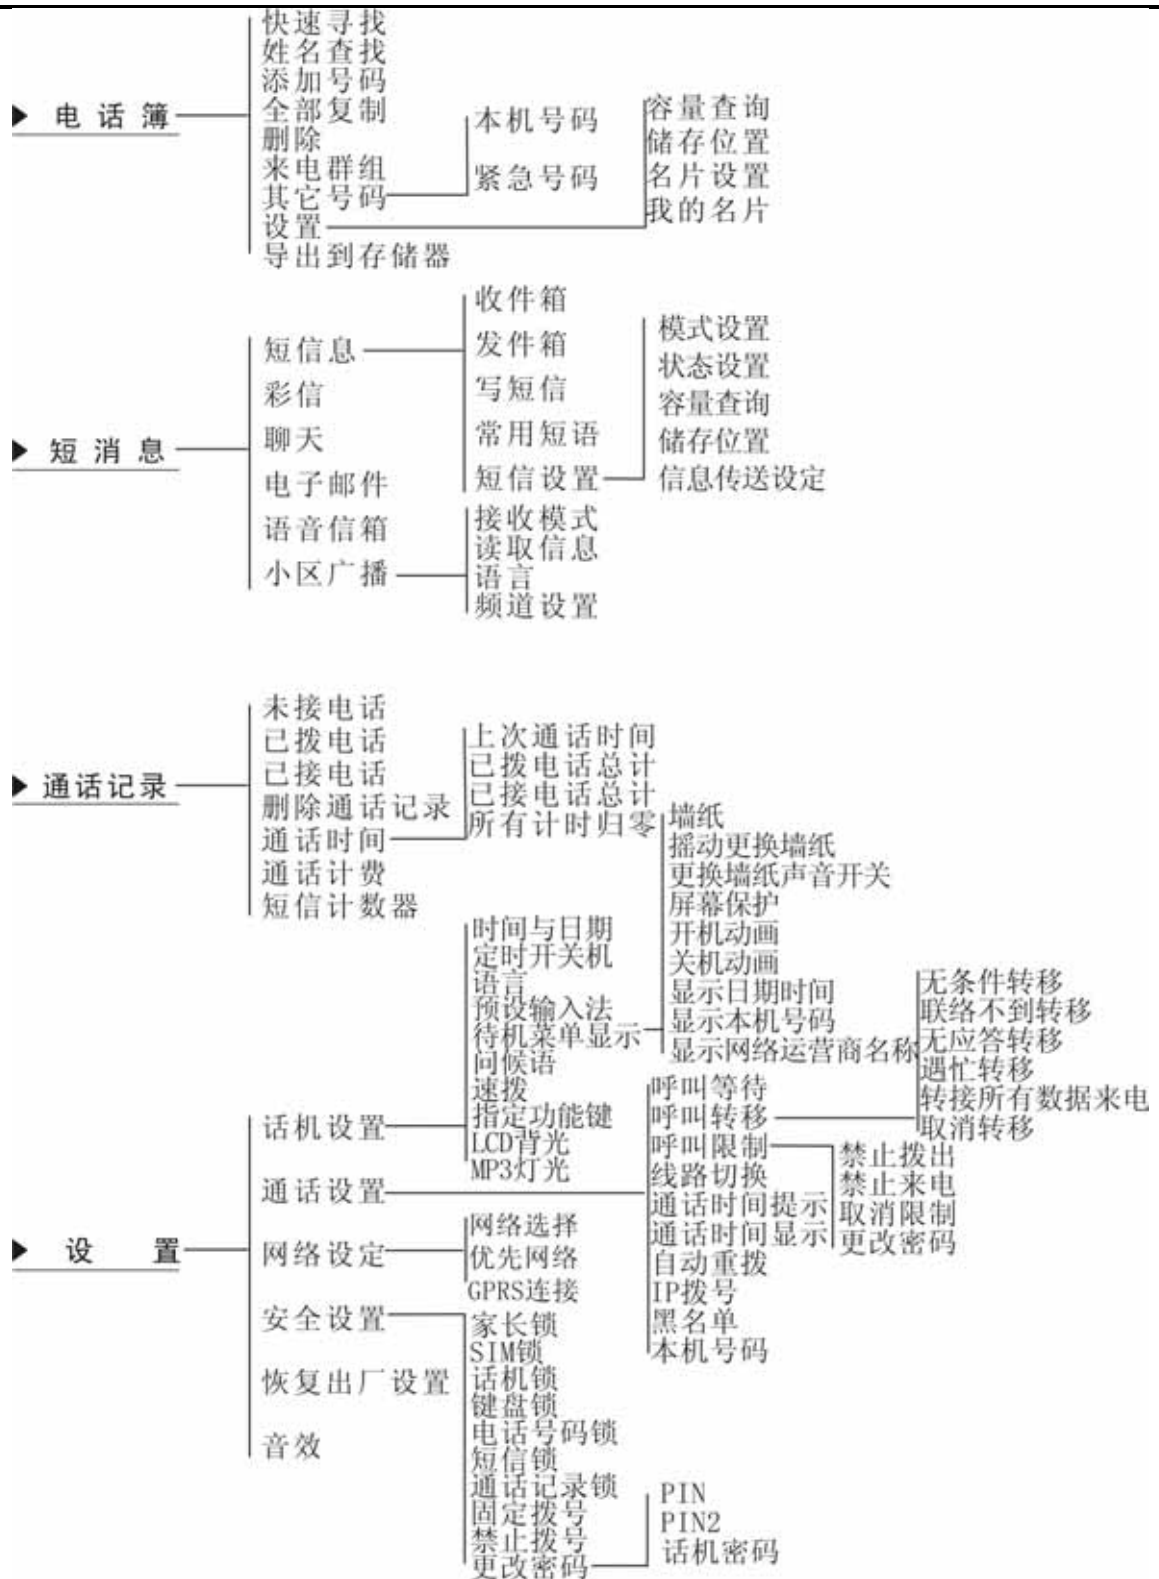 电话簿
快速寻找
姓名查找
添加号码
全部复制
删除
来电群组
其它号码
设置
导出到存储器
本机号码
紧急号码
容量查询
储存位置
名片设置
我的名片
短消息
短信息
彩信
聊天
电子邮件
语音信箱
小区广播
收件箱
发件箱
写短信
常用短语
短信设置
模式设置
状态设置
容量查询
储存位置
信息传送设定
接收模式
读取信息
语言
频道设置
通话记录
未接电话
已拨电话
已接电话
删除通话记录
通话时间
通话计费
短信计数器
上次通话时间
已拨电话总计
已接电话总计
所有计时归零
设 置
话机设置
通话设置
网络设定
安全设置
恢复出厂设置
音效
时间与日期
定时开关机
语言
预设输入法
待机菜单显示
问候语
速拨
指定功能键
LCD背光
MP3灯光
墙纸
摇动更换墙纸
更换墙纸声音开关
屏幕保护
开机动画
关机动画
显示日期时间
显示本机号码
显示网络运营商名称
呼叫等待
呼叫转移
呼叫限制
线路切换
通话时间提示
通话时间显示
自动重拨
IP拨号
黑名单
本机号码
无条件转移
联络不到转移
无应答转移
遇忙转移
转接所有数据来电
取消转移
禁止拨出
禁止来电
取消限制
更改密码
网络选择
优先网络
GPRS连接
家长锁
SIM锁
话机锁
键盘锁
电话号码锁
短信锁
通话记录锁
固定拨号
禁止拨号
更改密码
PIN
PIN2
话机密码